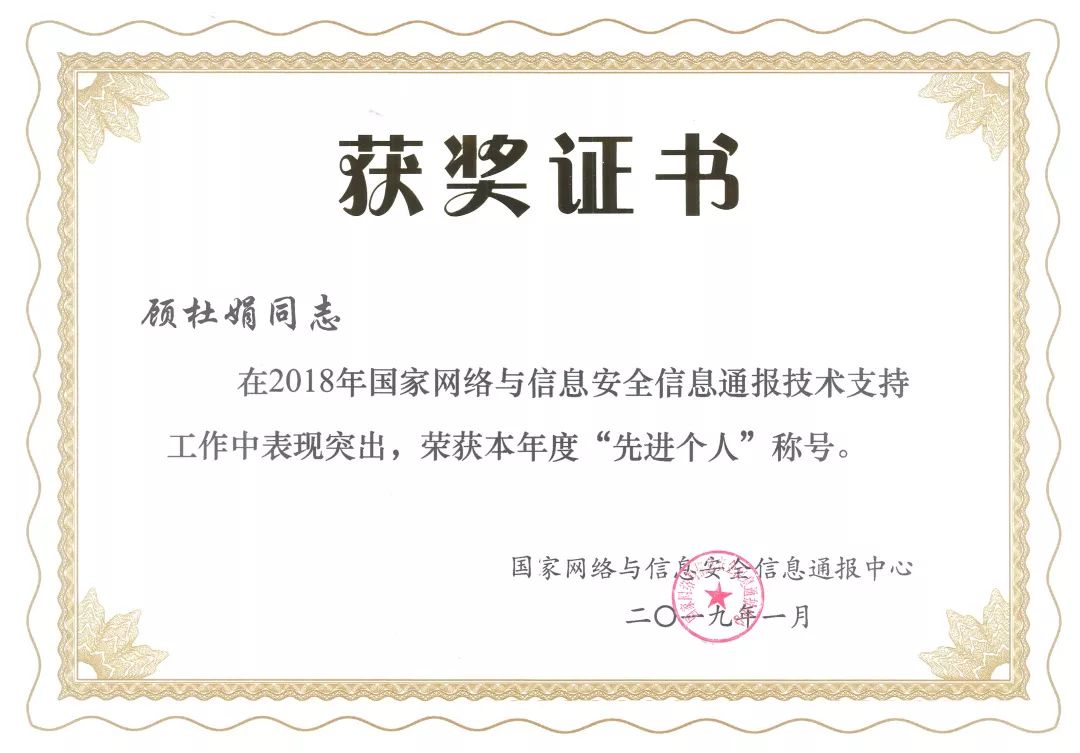 获奖证书
顾杜娟同志
在2018年国家网络与信息安全信息通报技术支持
工作中表现突出，荣获本年度“先进个人”称号。
国家网络与信息安全信息通报中心
二〇一九年一月